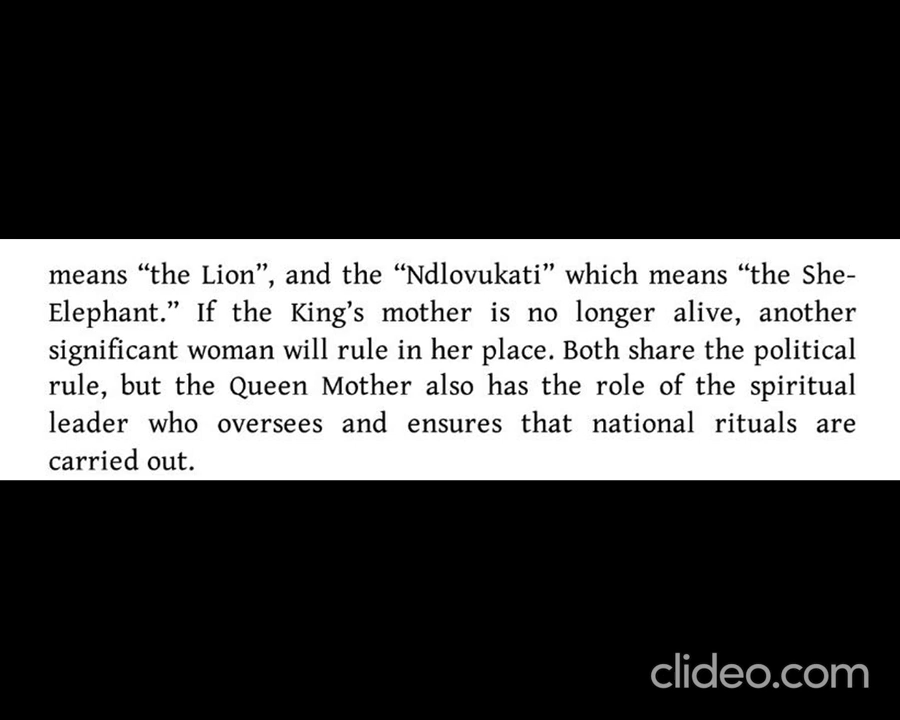 means “the Lion”, and the “Ndlovukati” which means “the She-
Elephant.” If the King’s mother is no longer alive, another
significant woman will rule in her place. Both share the political
rule, but the Queen Mother also has the role of the spiritual
leader who oversees and ensures that national rituals are
carried out.
clideo.com